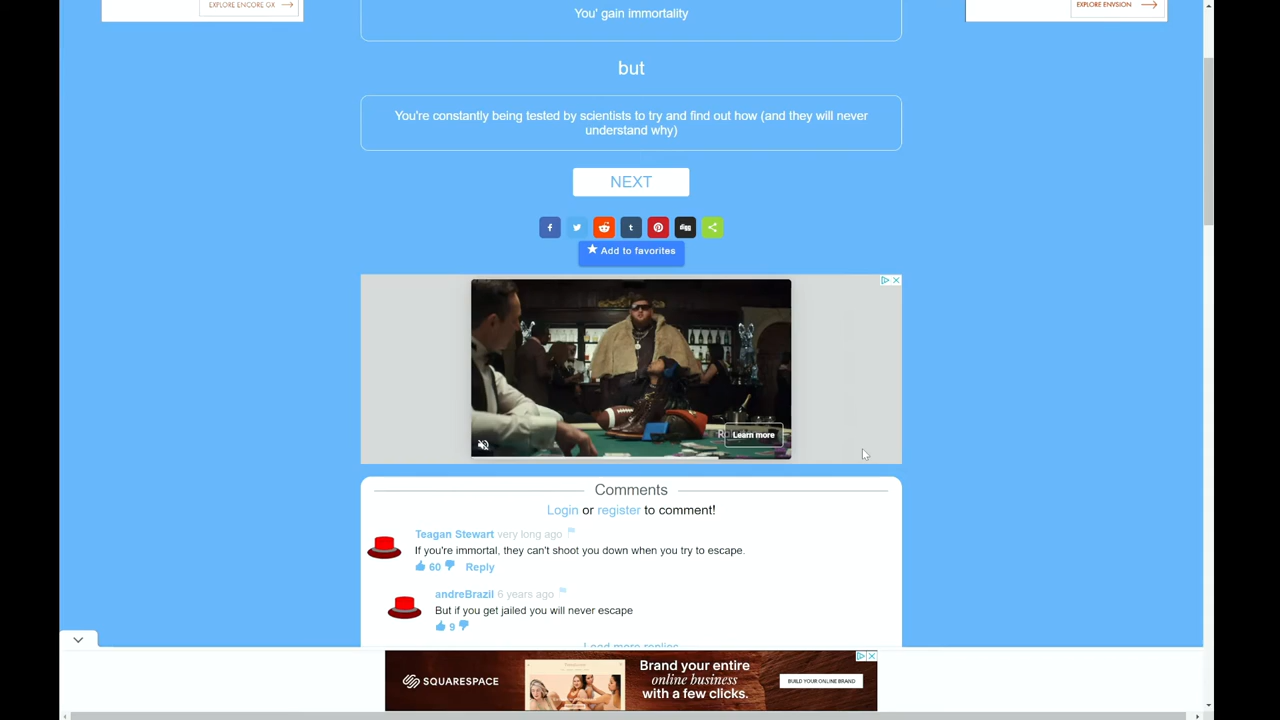 EXPLORE ENCORE GX
EXPLORE ENVSION
You' gain immortality
but
You're constantly being tested by scientists to try and find out how (and they will never
understand why)
NEXT
Add to favorites
Learn more
Comments
Login or register to comment!
Teagan Stewart very long ago
If you're immortal, they can't shoot you down when you try to escape.
60 Reply
andreBrazil 6 years ago
But if you get jailed you will never escape
9
Load more replies
SQUARESPACE
Brand your entire
online business
with a few clicks.
BUILD YOUR ONLINE BRAND